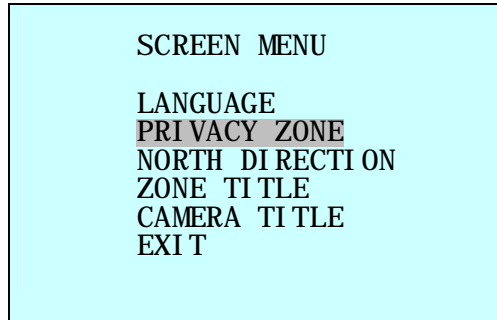 SCREEN MENU
LANGUAGE
PRIVACY ZONE
NORTH DIRECTION
ZONE TITLE
CAMERA TITLE
EXIT